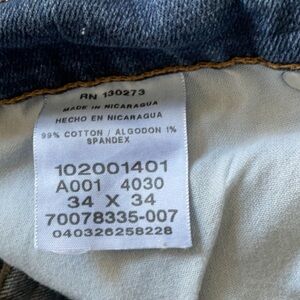 RN 130273
MADE IN NICARAGUA
HECHO EN NICARAGUA
99% COTTON / ALGODON 1%
SPANDEX
102001401
A001 4030
34 X 34
70078335-007
040326258228